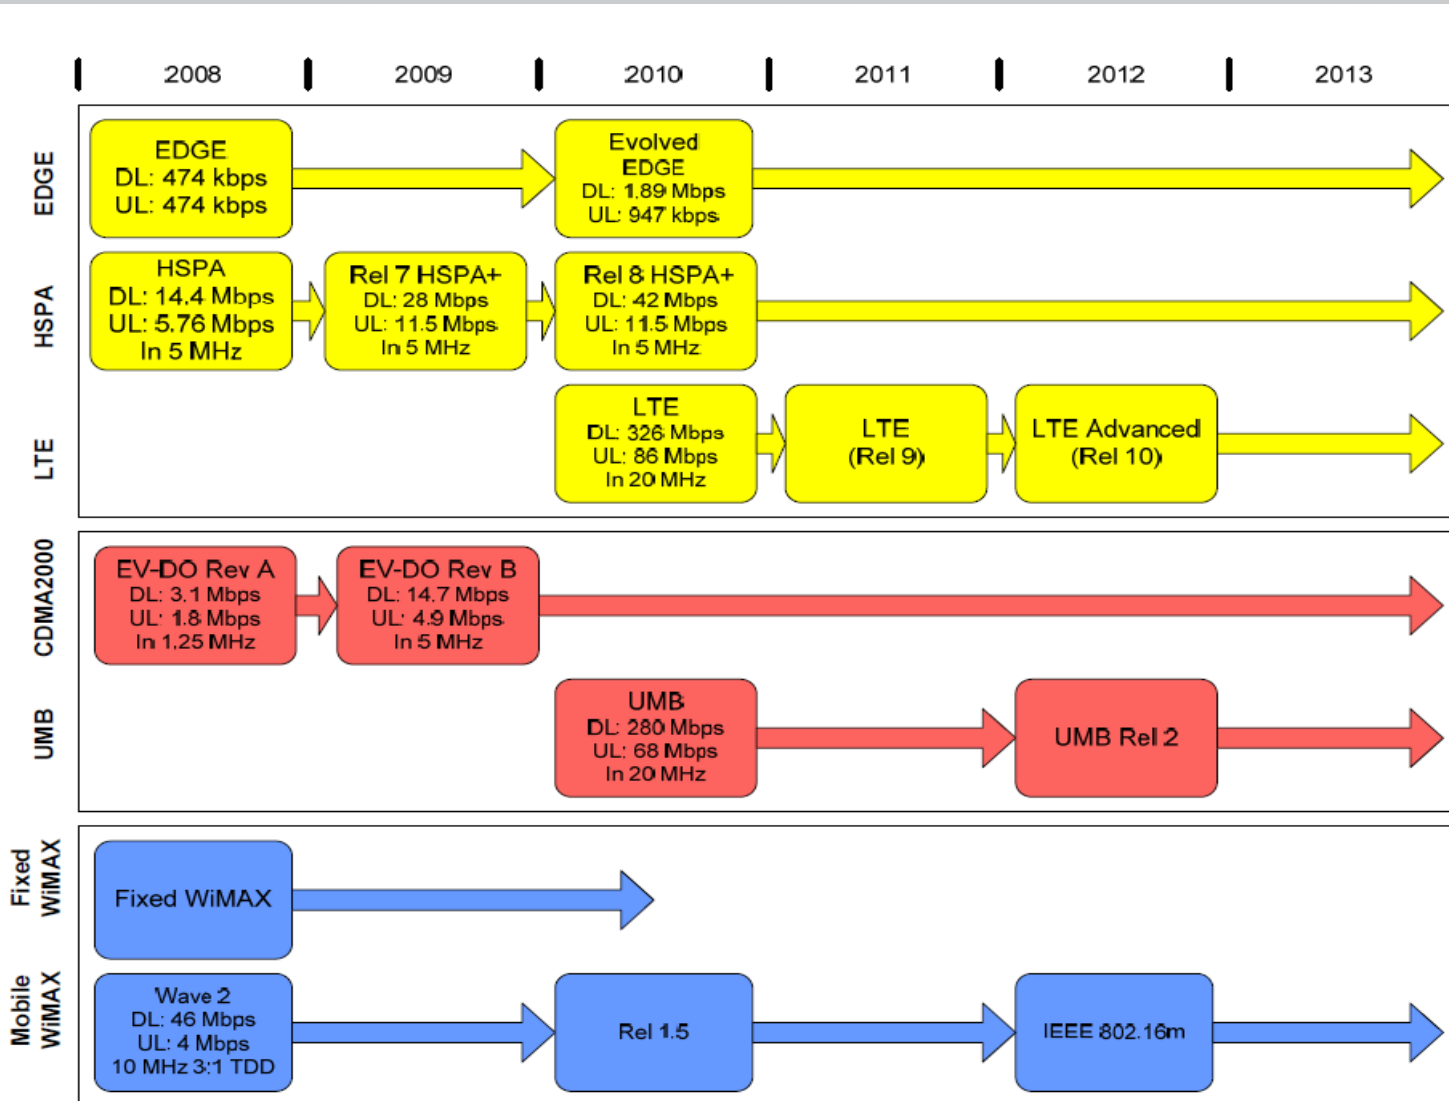 2008
2009
2010
2011
2012
2013
EDGE
EDGE
DL: 474 kbps
UL: 474 kbps
Evolved
EDGE
DL: 1.89 Mbps
UL: 947 kbps
HSPA
HSPA
DL: 14.4 Mbps
UL: 5.76 Mbps
In 5 MHz
Rel 7 HSPA+
DL: 28 Mbps
UL: 11.5 Mbps
In 5 MHz
Rel 8 HSPA+
DL: 42 Mbps
UL: 11.5 Mbps
In 5 MHz
LTE
LTE
DL: 326 Mbps
UL: 86 Mbps
In 20 MHz
LTE
(Rel 9)
LTE Advanced
(Rel 10)
CDMA2000
EV-DO Rev A
DL: 3.1 Mbps
UL: 1.8 Mbps
In 1.25 MHz
EV-DO Rev B
DL: 14.7 Mbps
UL: 4.9 Mbps
In 5 MHz
UMB
UMB
DL: 280 Mbps
UL: 68 Mbps
In 20 MHz
UMB Rel 2
Fixed
WiMAX
Fixed WiMAX
Mobile
WiMAX
Wave 2
DL: 46 Mbps
UL: 4 Mbps
10 MHz 3:1 TDD
Rel 1.5
IEEE 802.16m